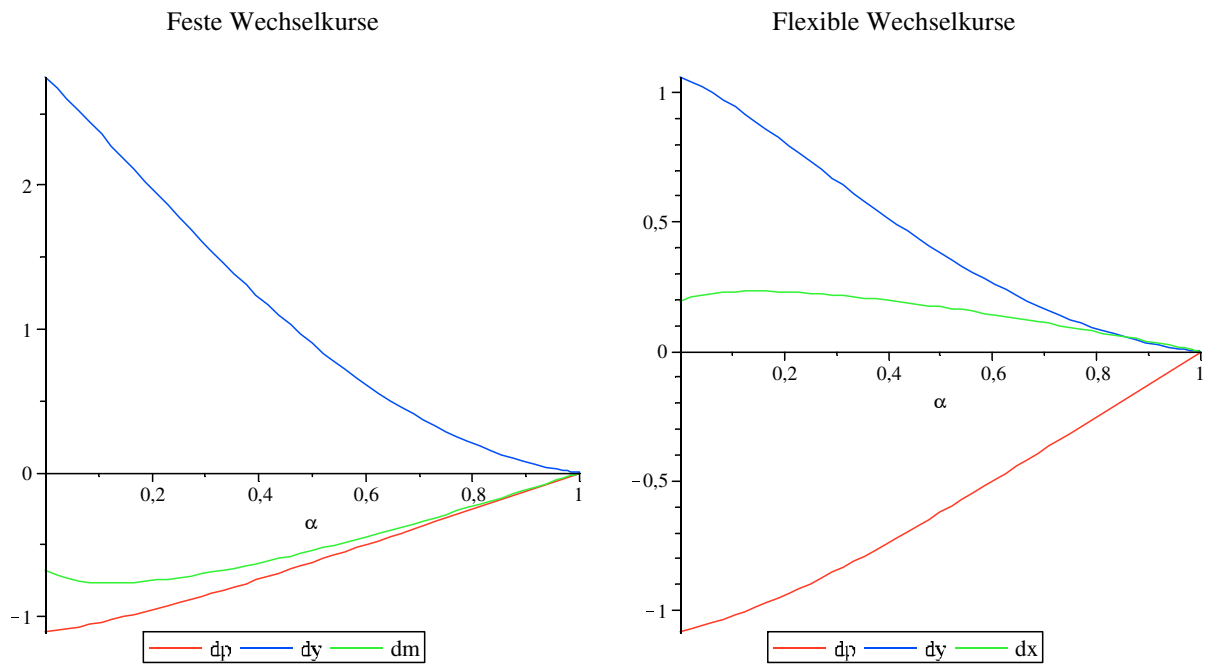 Feste Wechselkurse
2
1
0
0,2 0,4 0,6 0,8 1
α
−1
dp dy dm
Flexible Wechselkurse
1
0,5
0
0,2 0,4 0,6 0,8 1
α
−0,5
−1
dp dy dx